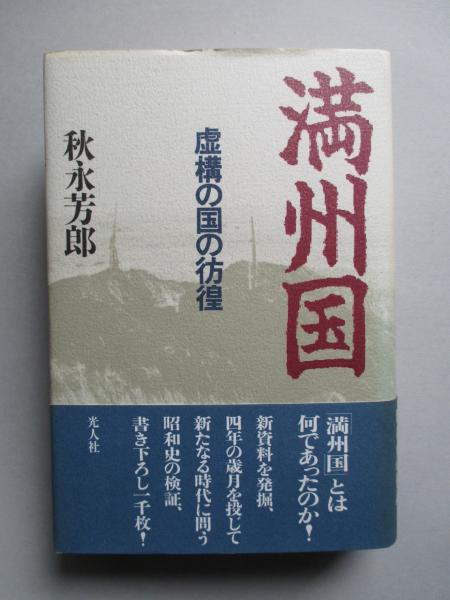 満州国
虚構の国の彷徨
秋永芳郎
「満州国」とは
何であったのか!
新資料を発掘、
四年の歳月を投じて
新たなる時代に問う
昭和史の検証、
書き下ろし一千枚!
光人社